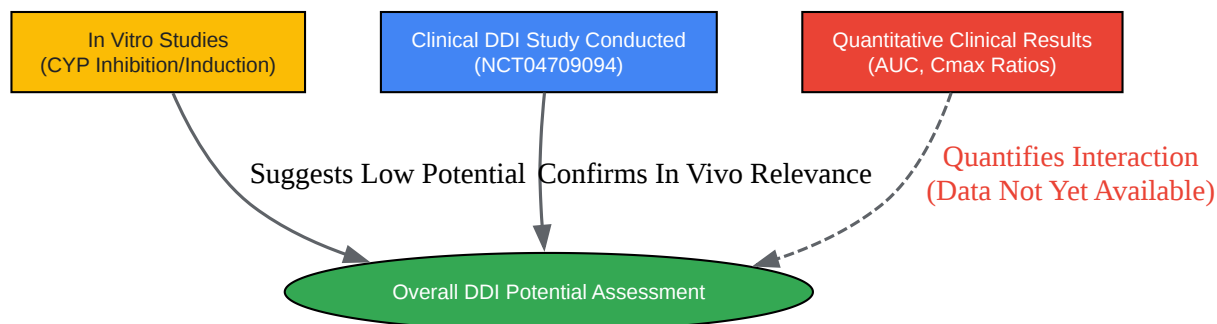 In Vitro Studies
(CYP Inhibition/Induction)
Clinical DDI Study Conducted
(NCT04709094)
Quantitative Clinical Results
(AUC, Cmax Ratios)
Suggests Low Potential
Confirms In Vivo Relevance
Quantifies Interaction
(Data Not Yet Available)
Overall DDI Potential Assessment